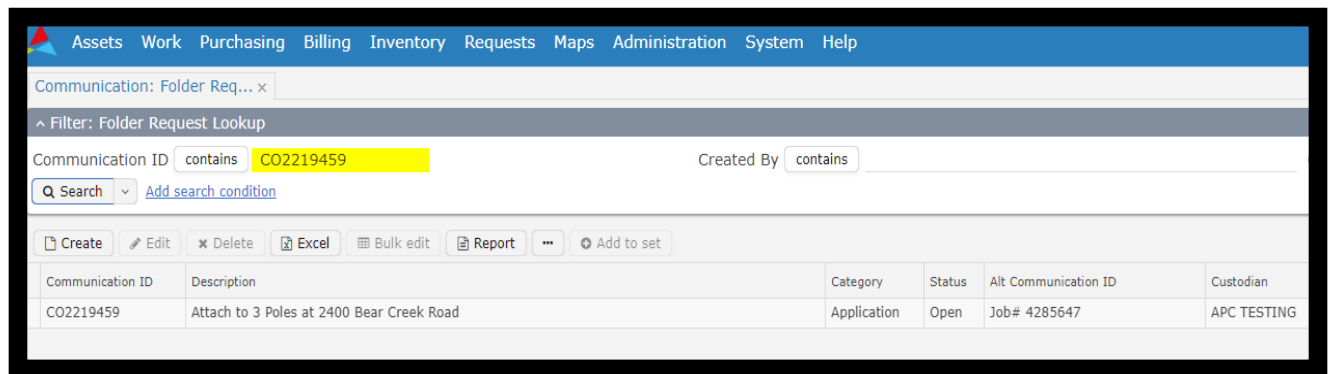 Assets Work Purchasing Billing Inventory Requests Maps Administration System Help
Communication: Folder Req... ×
^ Filter: Folder Request Lookup
Communication ID contains CO2219459 Created By contains
Search Add search condition
Create Edit Delete Excel Bulk edit Report ... Add to set
Communication ID Description Category Status Alt Communication ID Custodian
CO2219459 Attach to 3 Poles at 2400 Bear Creek Road Application Open Job# 4285647 APC TESTING